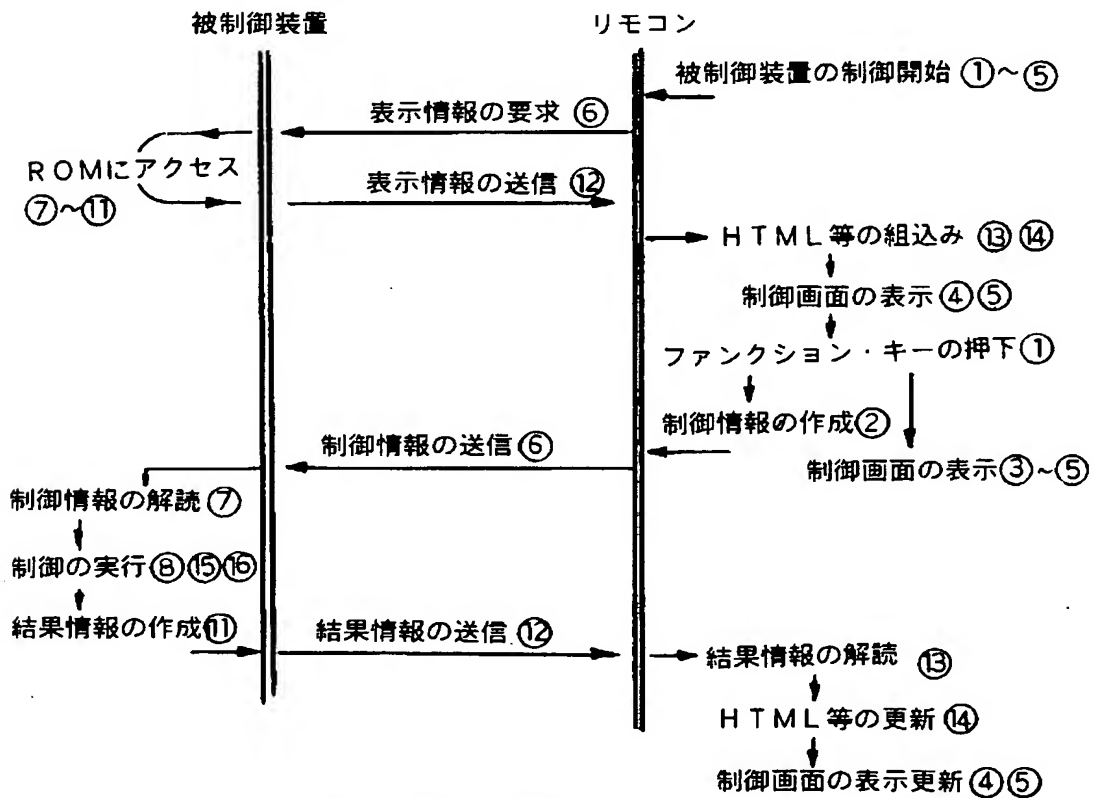 被制御装置
リモコン
被制御装置の制御開始 ①~⑤
表示情報の要求 ⑥
ROMにアクセス
⑦~⑪
表示情報の送信 ⑫
HTML等の組込み ⑬ ⑭
制御画面の表示 ④ ⑤
ファンクション・キーの押下 ①
制御情報の作成 ②
制御情報の送信 ⑥
制御画面の表示 ③~⑤
制御情報の解読 ⑦
制御の実行 ⑧ ⑮ ⑯
結果情報の作成 ⑪
結果情報の送信 ⑫
結果情報の解読 ⑬
HTML等の更新 ⑭
制御画面の表示更新 ④ ⑤